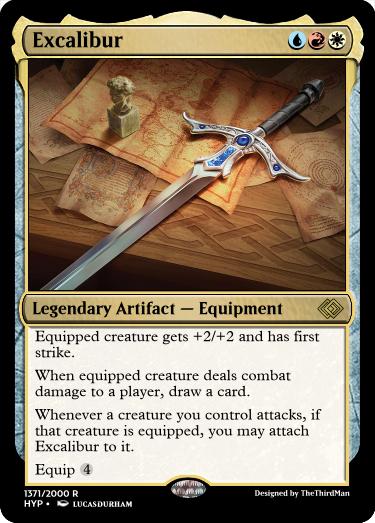 Excalibur
Legendary Artifact — Equipment
Equipped creature gets +2/+2 and has first
strike.
When equipped creature deals combat
damage to a player, draw a card.
Whenever a creature you control attacks, if
that creature is equipped, you may attach
Excalibur to it.
Equip 4
1371/2000 R
HYP • LUCASDURHAM
Designed by TheThirdMan